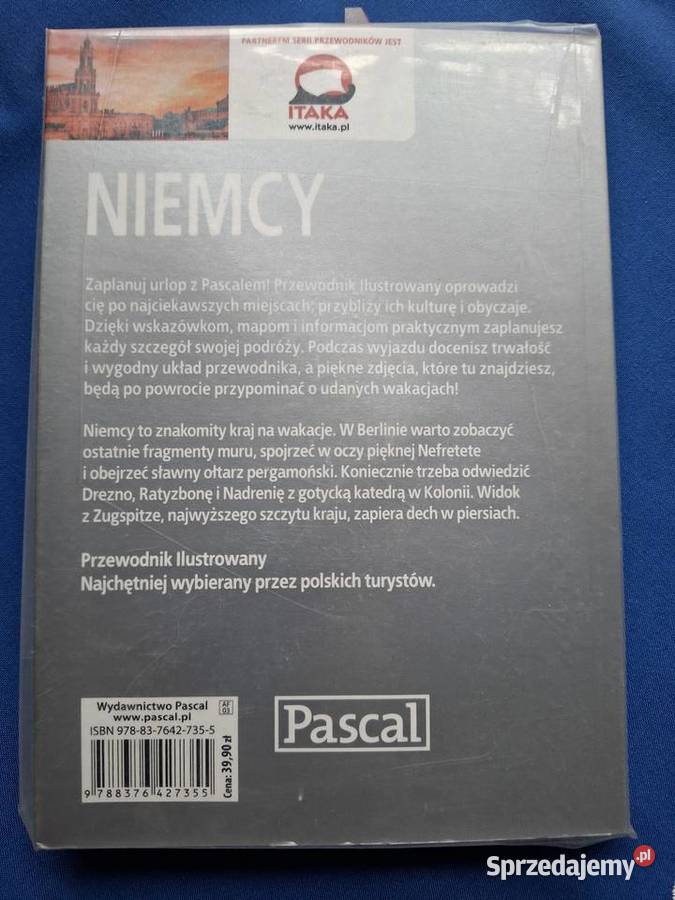 PARTNEREM SERII PRZEWODNIKÓW JEST
ITAKA
www.itaka.pl
NIEMCY
Zaplanuj urlop z Pascalem! Przewodnik Ilustrowany oprowadzi
cię po najciekawszych miejscach, przybliży ich kulturę i obyczaje.
Dzięki wskazówkom, mapom i informacjom praktycznym zaplanujesz
każdy szczegół swojej podróży. Podczas wyjazdu docenisz trwałość
i wygodny układ przewodnika, a piękne zdjęcia, które tu znajdziesz,
będą po powrocie przypominać o udanych wakacjach!
Niemcy to znakomity kraj na wakacje. W Berlinie warto zobaczyć
ostatnie fragmenty muru, spojrzeć w oczy pięknej Nefretete
i obejrzeć sławny ołtarz pergamoński. Koniecznie trzeba odwiedzić
Drezno, Ratyzbonę i Nadrenię z gotycką katedrą w Kolonii. Widok
z Zugspitze, najwyższego szczytu kraju, zapiera dech w piersiach.
Przewodnik Ilustrowany
Najchętniej wybierany przez polskich turystów.
Wydawnictwo Pascal
www.pascal.pl
AF
03
ISBN 978-83-7642-735-5
9 788376 427355
Cena: 39,90 zł
Pascal
Sprzedajemy.pl